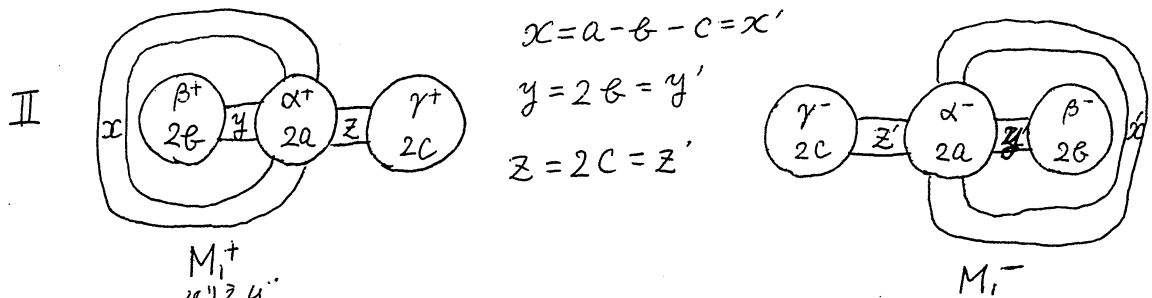 II
β⁺
2b
α⁺
2a
γ⁺
2c
x
y
z
M₁⁺
x = a - b - c = x′
y = 2b = y′
z = 2c = z′
γ⁻
2c
α⁻
2a
β⁻
2b
z′
y′
x′
M₁⁻